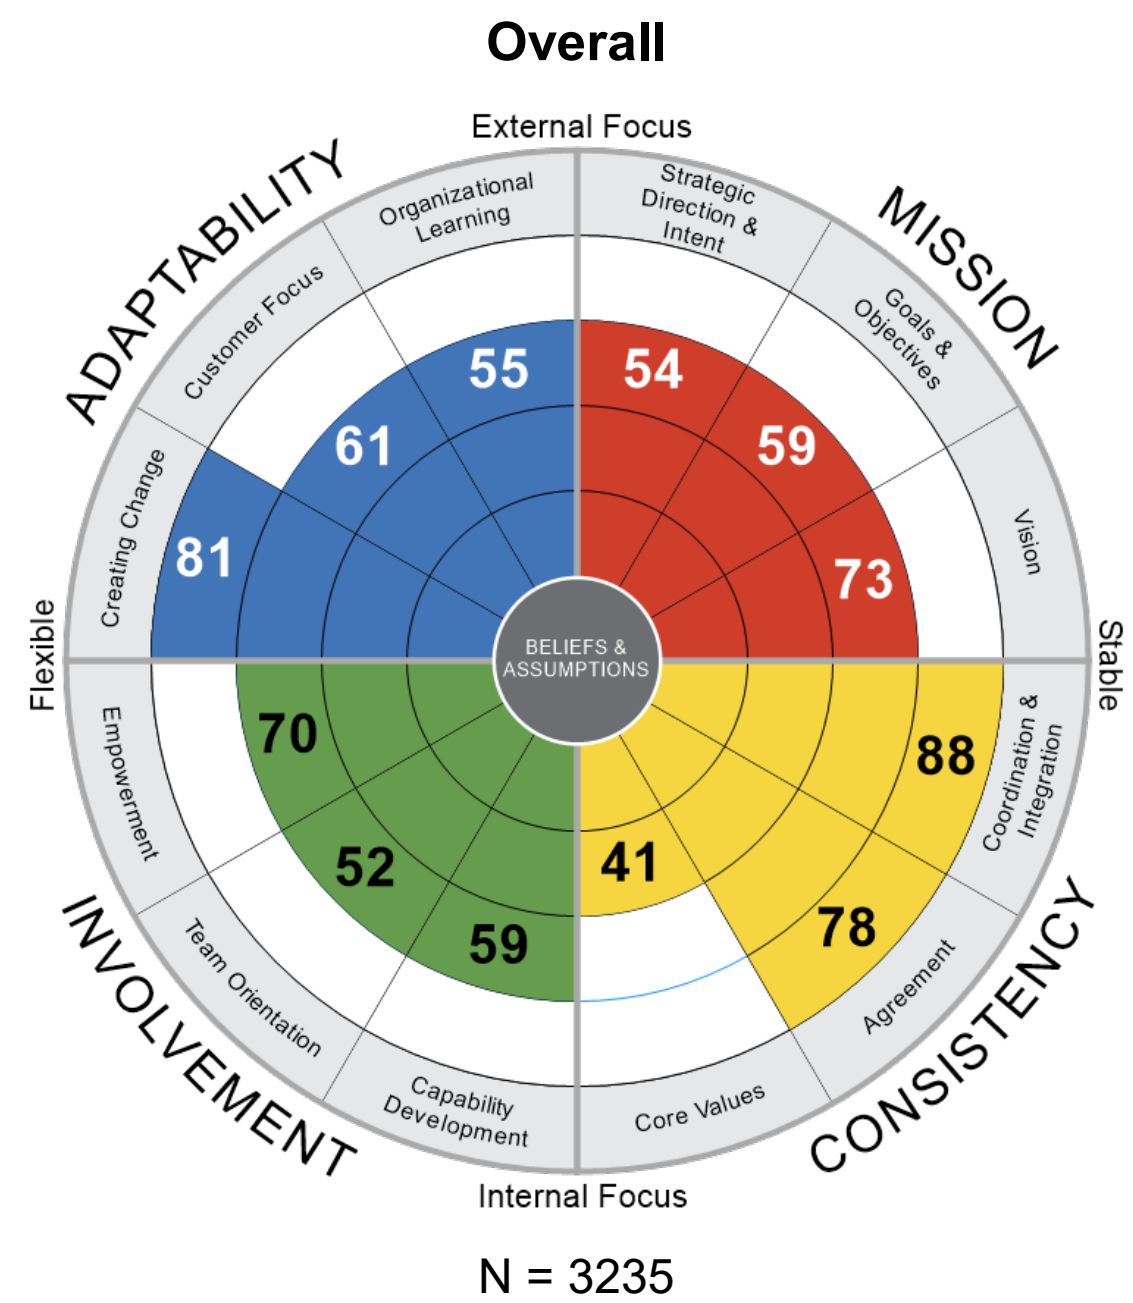 Overall
External Focus
ADAPTABILITY
MISSION
Organizational
Learning
Strategic
Direction &
Intent
Customer Focus
Goals &
Objectives
Creating Change
Vision
55
54
61
59
81
73
Flexible
BELIEFS &
ASSUMPTIONS
Stable
70
88
Empowerment
Coordination &
Integration
52
41
78
59
Team Orientation
Agreement
Capability
Development
Core Values
INVOLVEMENT
CONSISTENCY
Internal Focus
N = 3235